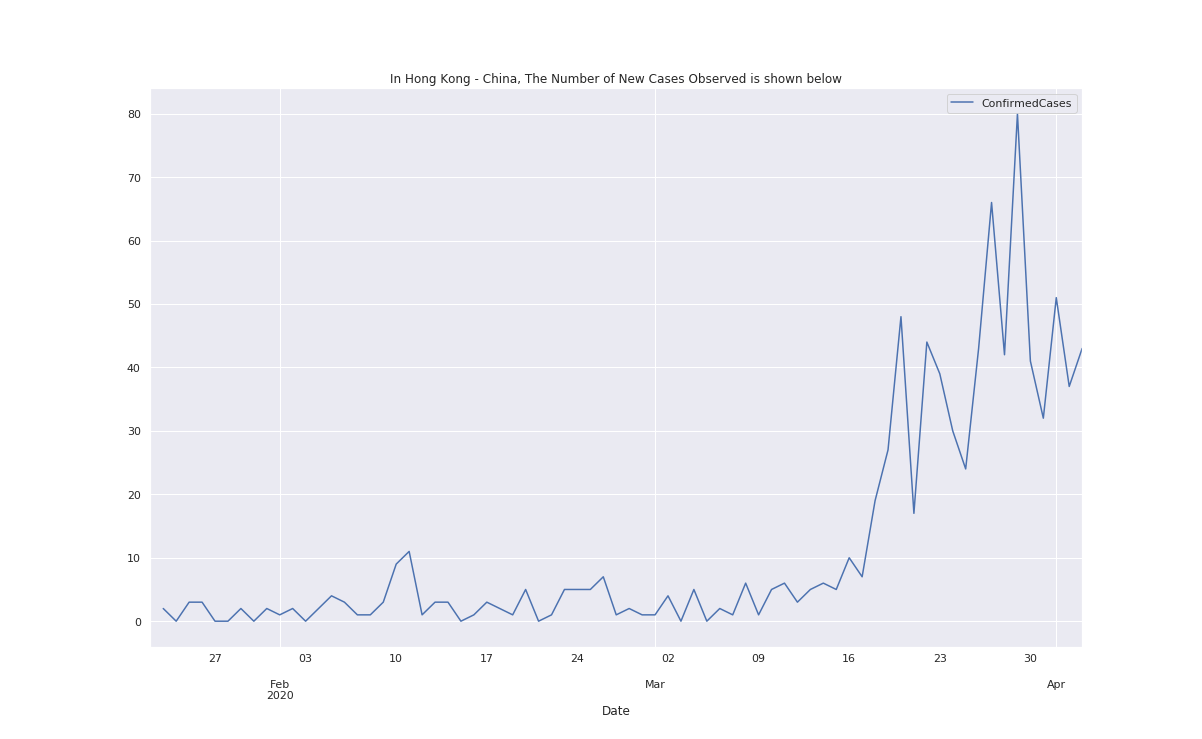 In Hong Kong - China, The Number of New Cases Observed is shown below
ConfirmedCases
80
70
60
50
40
30
20
10
0
27 03 10 17 24 02 09 16 23 30
Feb Mar Apr
2020
Date